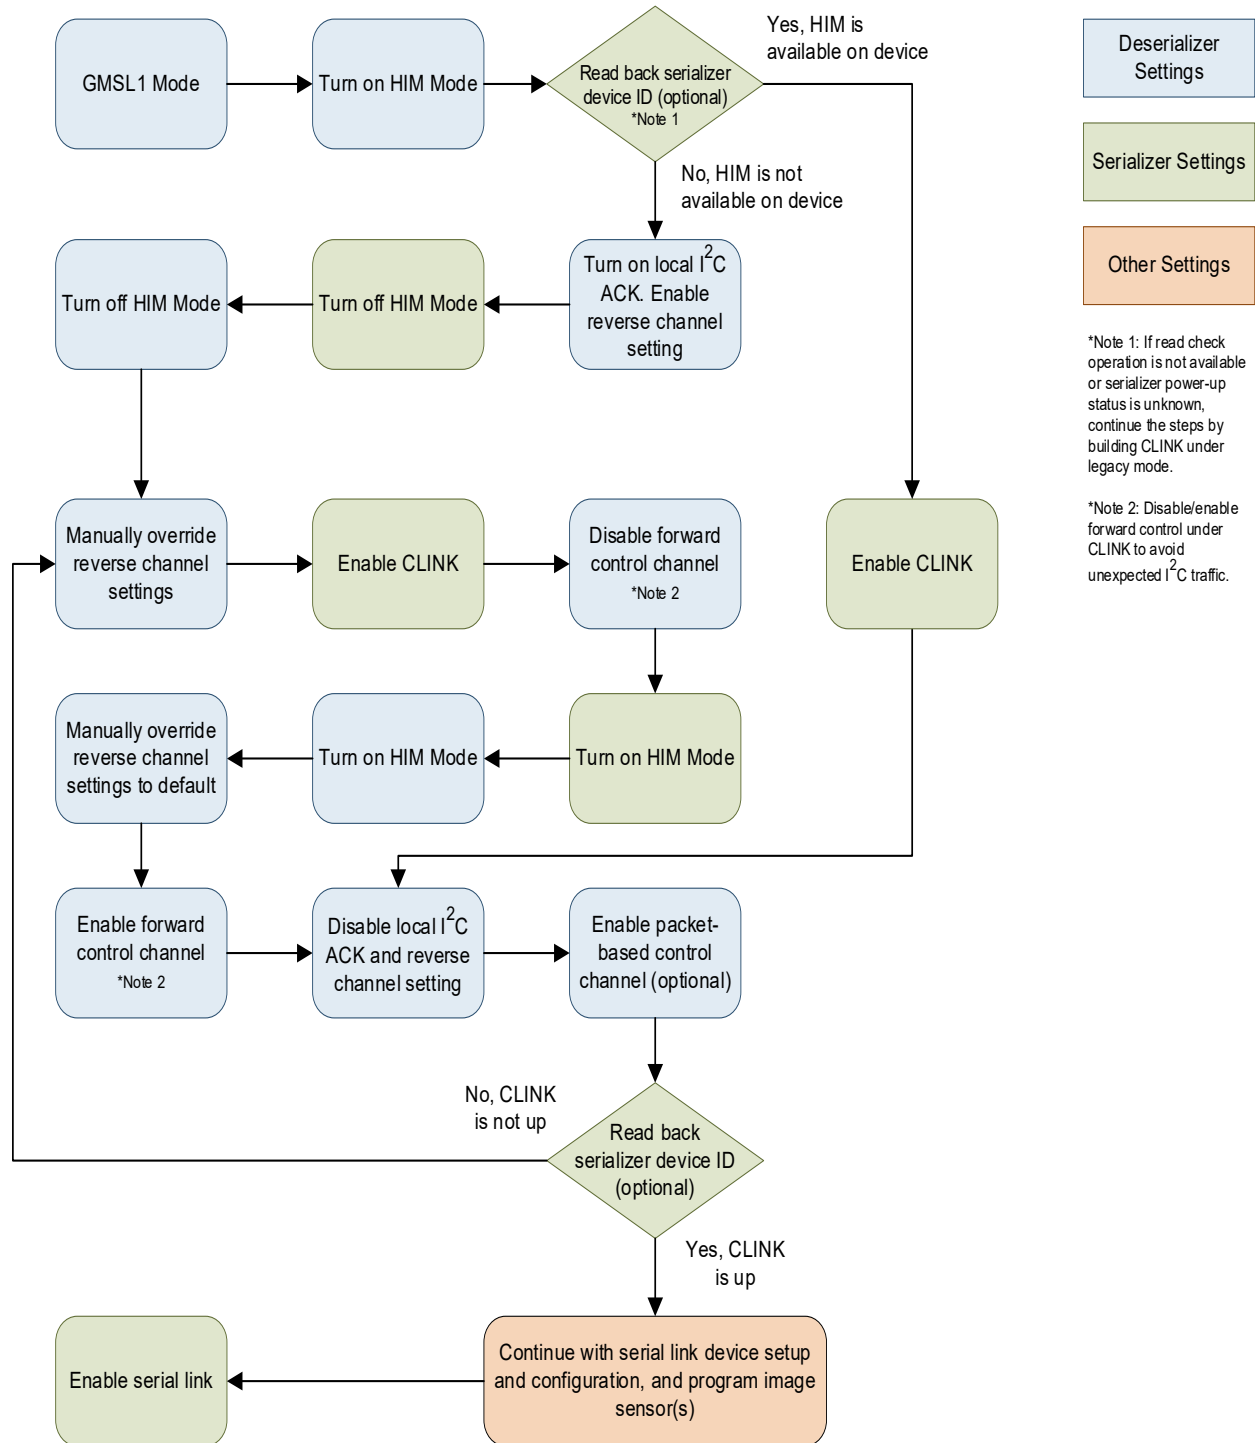 GMSL1 Mode
Turn on HIM Mode
Read back serializer
device ID (optional)
*Note 1
Yes, HIM is
available on device
No, HIM is not
available on device
Turn off HIM Mode
Turn off HIM Mode
Turn on local I²C
ACK. Enable
reverse channel
setting
Manually override
reverse channel
settings
Enable CLINK
Disable forward
control channel
*Note 2
Enable CLINK
Manually override
reverse channel
settings to default
Turn on HIM Mode
Turn on HIM Mode
Enable forward
control channel
*Note 2
Disable local I²C
ACK and reverse
channel setting
Enable packet-
based control
channel (optional)
No, CLINK
is not up
Read back
serializer device ID
(optional)
Yes, CLINK
is up
Enable serial link
Continue with serial link device setup
and configuration, and program image
sensor(s)
Deserializer
Settings
Serializer Settings
Other Settings
*Note 1: If read check
operation is not available
or serializer power-up
status is unknown,
continue the steps by
building CLINK under
legacy mode.
*Note 2: Disable/enable
forward control under
CLINK to avoid
unexpected I²C traffic.